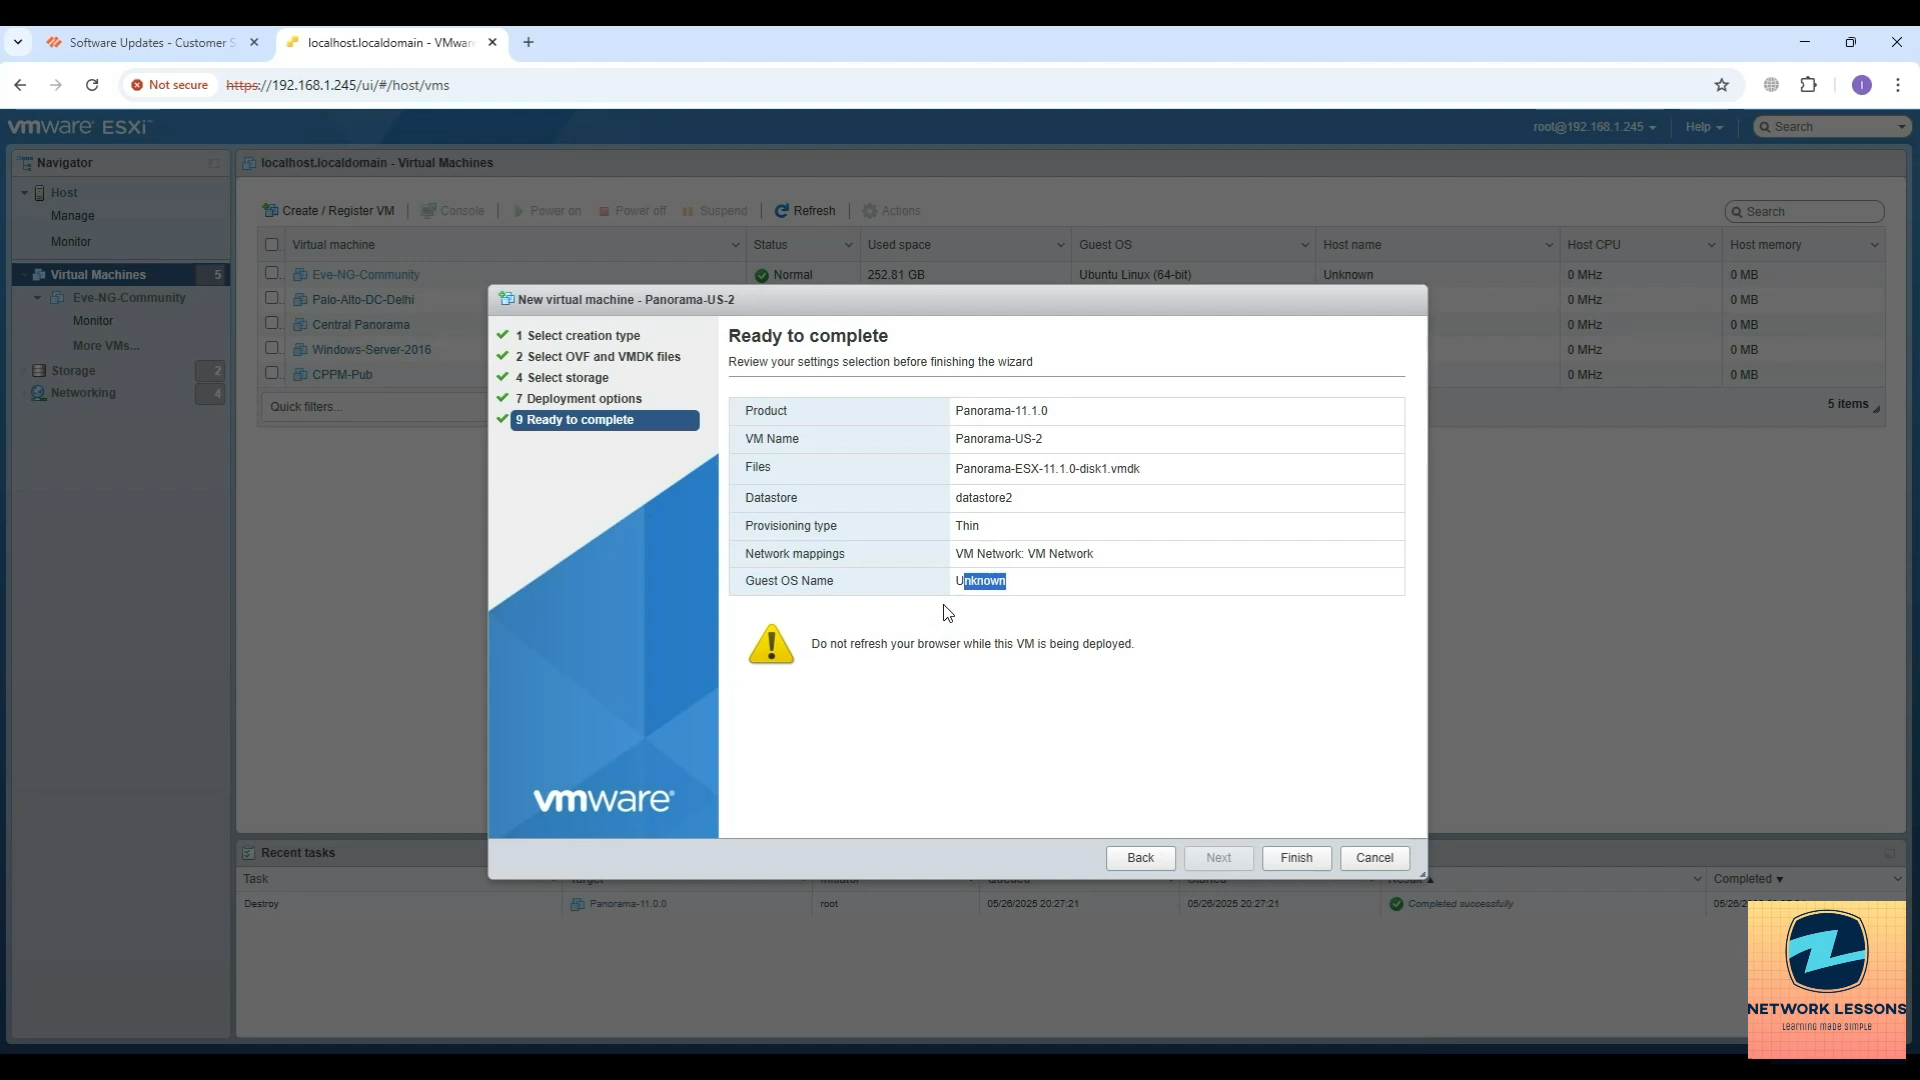 Software Updates - Customer S
localhost.localdomain - VMwar
Not secure
https://192.168.1.245/ui/#/host/vms
vmware ESXi
root@192.168.1.245
Help
Search
Navigator
Host
Manage
Monitor
Virtual Machines 5
Eve-NG-Community
Monitor
More VMs...
Storage 2
Networking 4
localhost.localdomain - Virtual Machines
Create / Register VM
Console
Power on
Power off
Suspend
Refresh
Actions
Search
Virtual machine Status Used space Guest OS Host name Host CPU Host memory
Eve-NG-Community Normal 252.81 GB Ubuntu Linux (64-bit) Unknown 0 MHz 0 MB
Palo-Alto-DC-Delhi 0 MHz 0 MB
Central Panorama 0 MHz 0 MB
Windows-Server-2016 0 MHz 0 MB
CPPM-Pub 0 MHz 0 MB
Quick filters...
5 items
New virtual machine - Panorama-US-2
1 Select creation type
2 Select OVF and VMDK files
4 Select storage
7 Deployment options
9 Ready to complete
vmware
Ready to complete
Review your settings selection before finishing the wizard
Product Panorama-11.1.0
VM Name Panorama-US-2
Files Panorama-ESX-11.1.0-disk1.vmdk
Datastore datastore2
Provisioning type Thin
Network mappings VM Network: VM Network
Guest OS Name Unknown
Do not refresh your browser while this VM is being deployed.
Back
Next
Finish
Cancel
Recent tasks
Task Completed
Destroy Panorama-11.0.0 root 05/26/2025 20:27:21 05/26/2025 20:27:21 Completed successfully
NETWORK LESSONS
Learning made simple